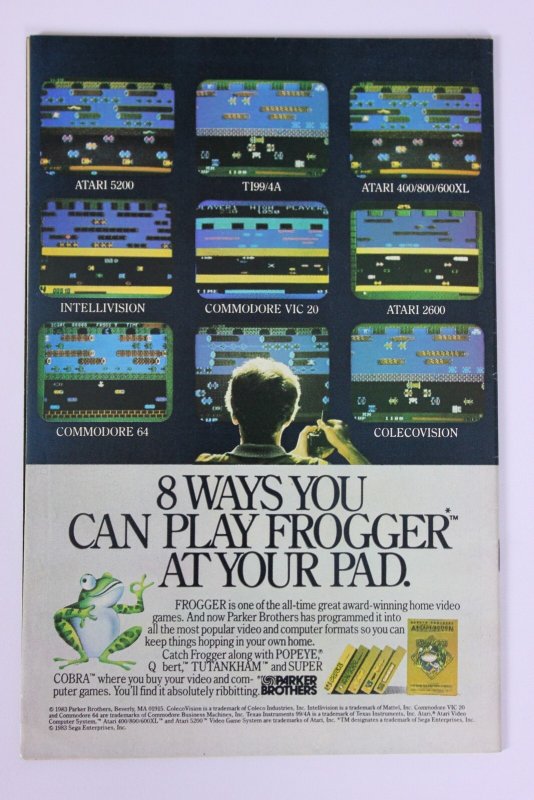 ATARI 5200 TI99/4A ATARI 400/800/600XL
INTELLIVISION COMMODORE VIC 20 ATARI 2600
COMMODORE 64 COLECOVISION
8 WAYS YOU
CAN PLAY FROGGER*™
AT YOUR PAD.
FROGGER is one of the all-time great award-winning home video
games. And now Parker Brothers has programmed it into
all the most popular video and computer formats so you can
keep things hopping in your own home.
Catch Frogger along with POPEYE,®
Q bert,™ TUTANKHAM™ and SUPER
COBRA™ where you buy your video and com-
puter games. You'll find it absolutely ribbitting.
PARKER
BROTHERS
© 1983 Parker Brothers, Beverly, MA 01915. ColecoVision is a trademark of Coleco Industries, Inc. Intellivision is a trademark of Mattel, Inc. Commodore VIC 20
and Commodore 64 are trademarks of Commodore Business Machines, Inc. Texas Instruments 99/4A is a trademark of Texas Instruments, Inc. Atari,® Atari Video
Computer System,™ Atari 400/800/600XL™ and Atari 5200™ Video Game System are trademarks of Atari, Inc. *TM designates a trademark of Sega Enterprises, Inc.
© 1983 Sega Enterprises, Inc.